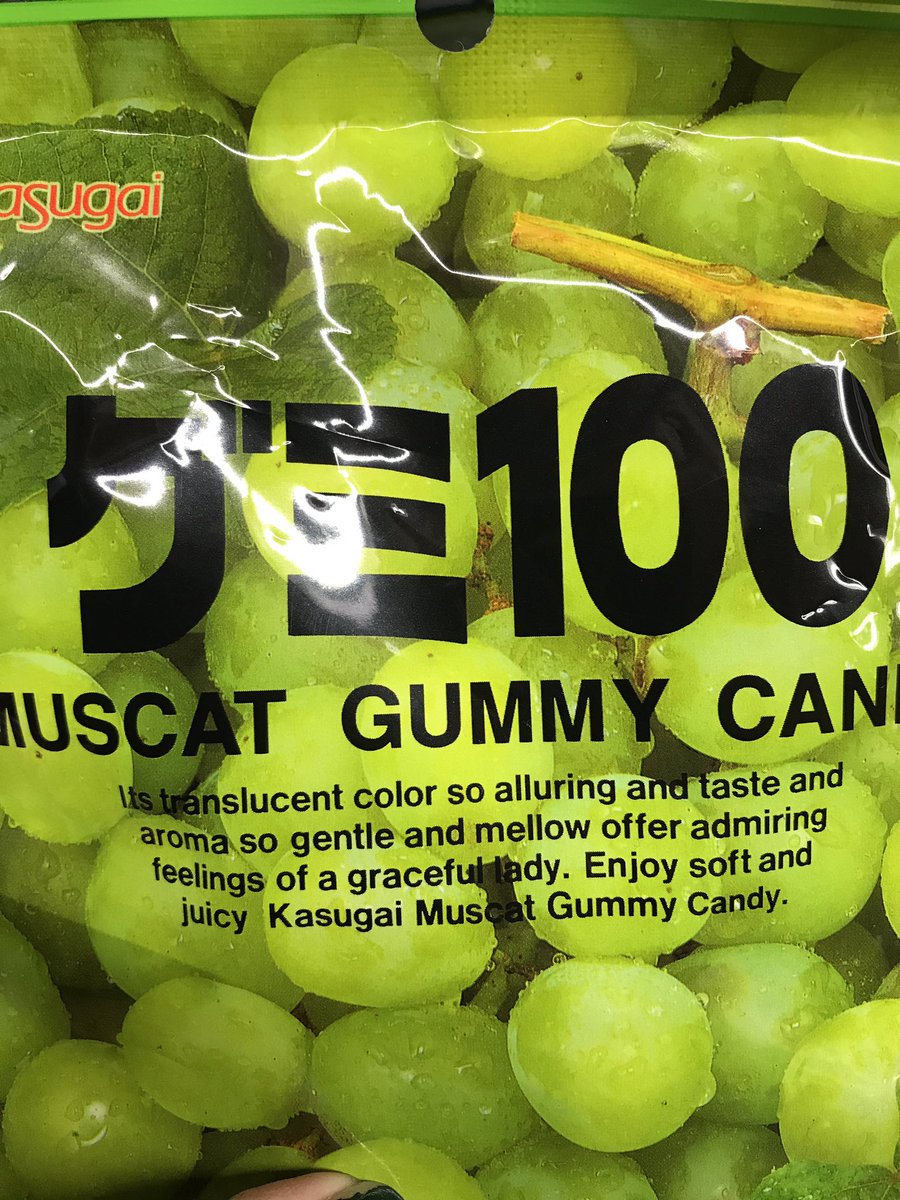 asugai
グミ100
MUSCAT GUMMY CAN
Its translucent color so alluring and taste and
aroma so gentle and mellow offer admiring
feelings of a graceful lady. Enjoy soft and
juicy Kasugai Muscat Gummy Candy.